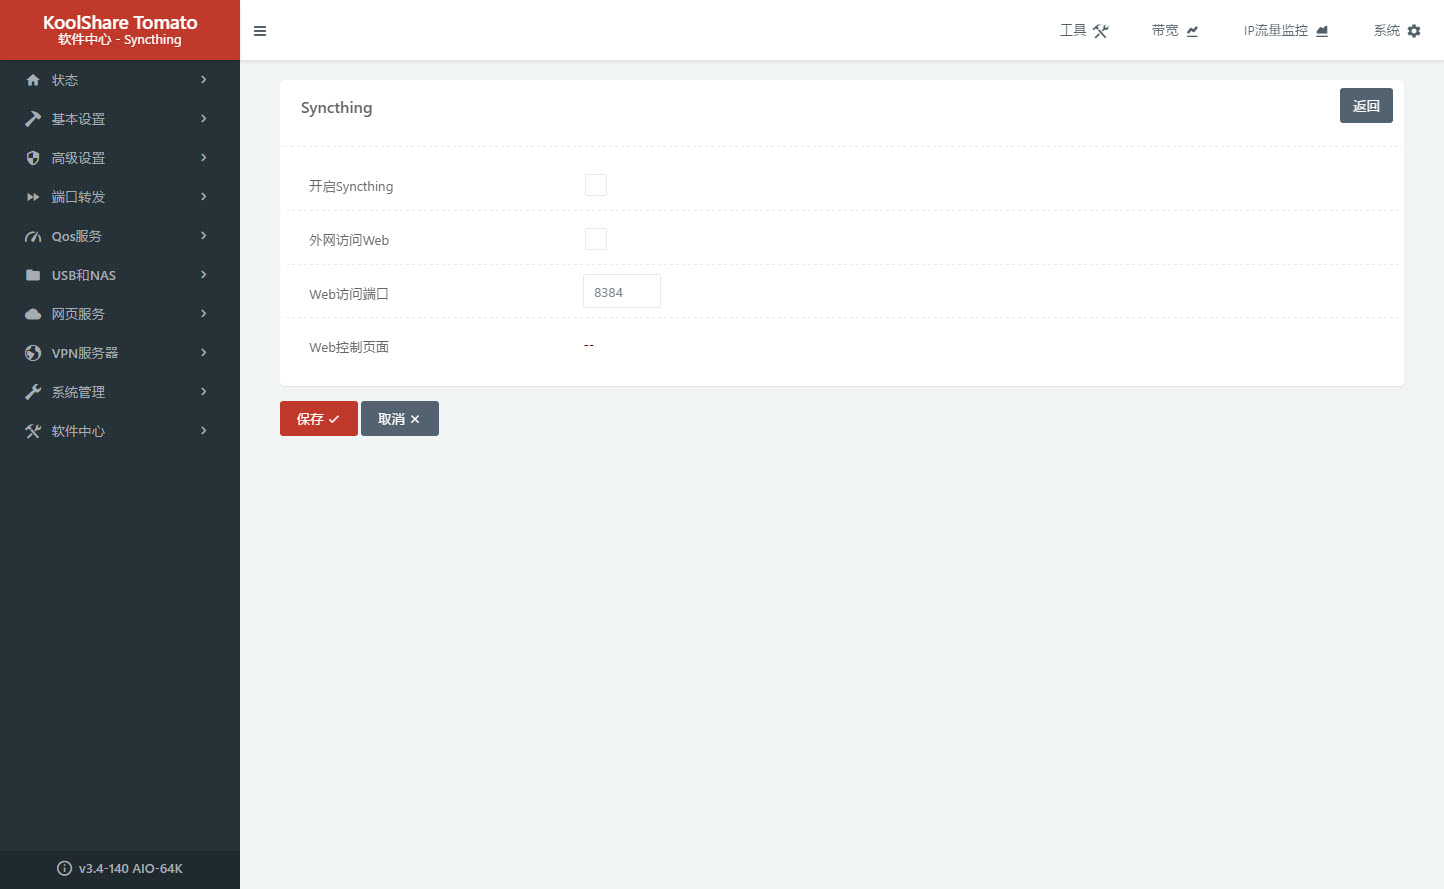 KoolShare Tomato
软件中心 - Syncthing
工具
带宽
IP流量监控
系统
状态
基本设置
高级设置
端口转发
Qos服务
USB和NAS
网页服务
VPN服务器
系统管理
软件中心
v3.4-140 AIO-64K
Syncthing
返回
开启Syncthing
外网访问Web
Web访问端口
8384
Web控制页面
--
保存
取消